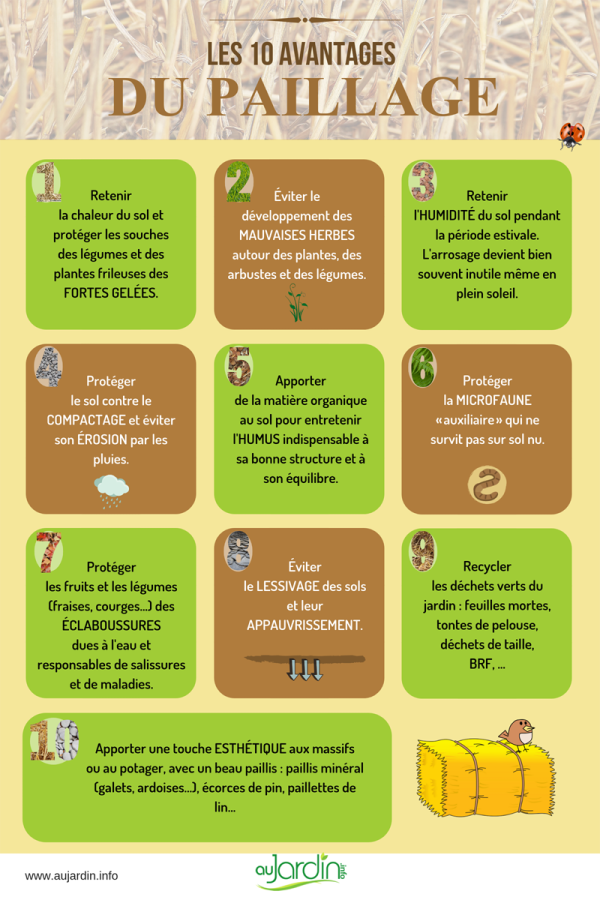 LES 10 AVANTAGES
DU PAILLAGE
1
Retenir
la chaleur du sol et
protéger les souches
des légumes et des
plantes frileuses des
FORTES GELÉES.
2
Éviter le
développement des
MAUVAISES HERBES
autour des plantes, des
arbustes et des légumes.
3
Retenir
l'HUMIDITÉ du sol pendant
la période estivale.
L'arrosage devient bien
souvent inutile même en
plein soleil.
4
Protéger
le sol contre le
COMPACTAGE et éviter
son ÉROSION par les
pluies.
5
Apporter
de la matière organique
au sol pour entretenir
l'HUMUS indispensable à
sa bonne structure et à
son équilibre.
6
Protéger
la MICROFAUNE
«auxiliaire» qui ne
survit pas sur sol nu.
7
Protéger
les fruits et les légumes
(fraises, courges...) des
ÉCLABOUSSURES
dues à l'eau et
responsables de salissures
et de maladies.
8
Éviter
le LESSIVAGE des sols
et leur
APPAUVRISSEMENT.
9
Recycler
les déchets verts du
jardin : feuilles mortes,
tontes de pelouse,
déchets de taille,
BRF, ...
10
Apporter une touche ESTHÉTIQUE aux massifs
ou au potager, avec un beau paillis : paillis minéral
(galets, ardoises...), écorces de pin, paillettes de
lin...
www.aujardin.info
auJardin.info